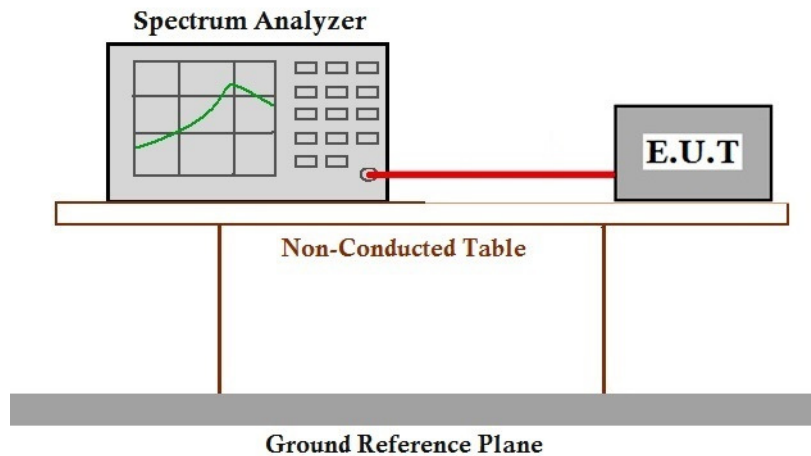 Spectrum Analyzer
E.U.T
Non-Conducted Table
Ground Reference Plane